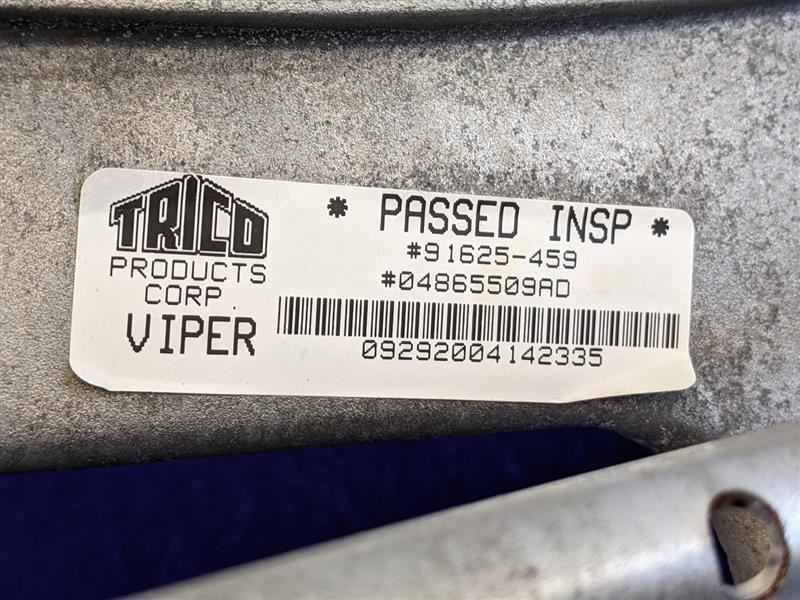 TRICO
PRODUCTS
CORP
VIPER
* PASSED INSP *
#91625-459
#04865509AD
09292004142335